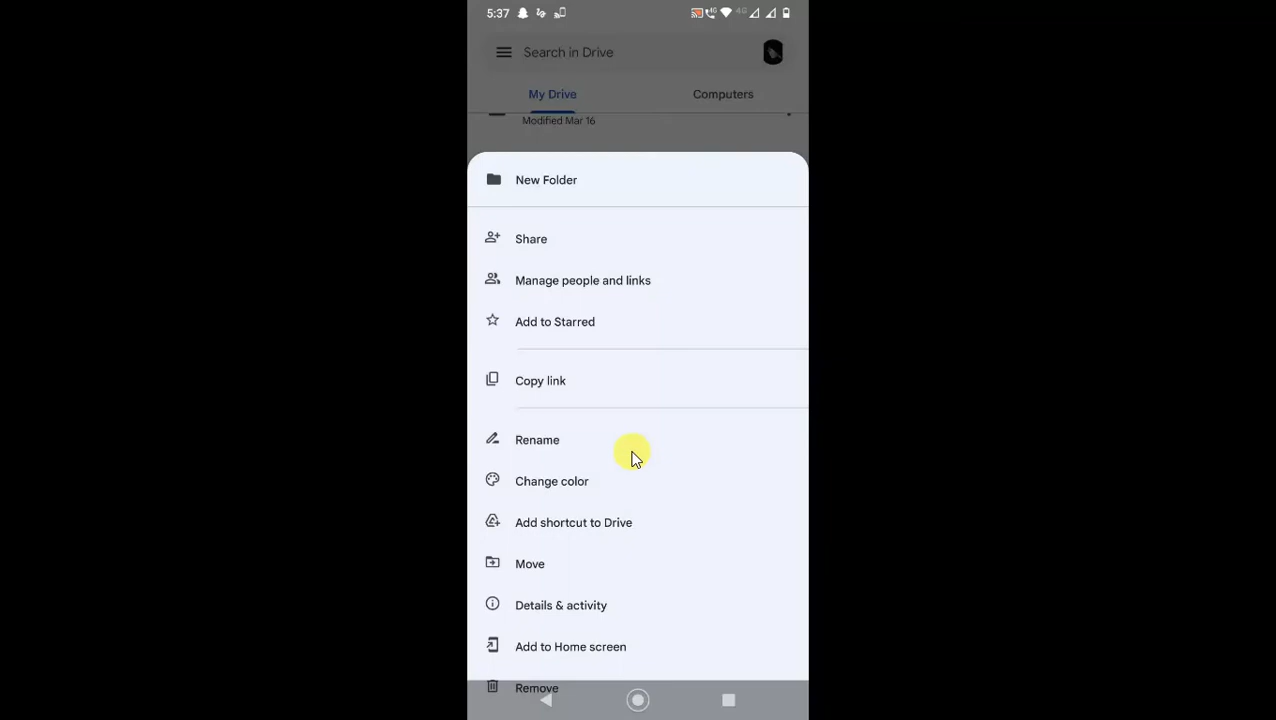 5:37 4G 4G
Search in Drive
My Drive Computers
Modified Mar 16
New Folder
Share
Manage people and links
Add to Starred
Copy link
Rename
Change color
Add shortcut to Drive
Move
Details & activity
Add to Home screen
Remove